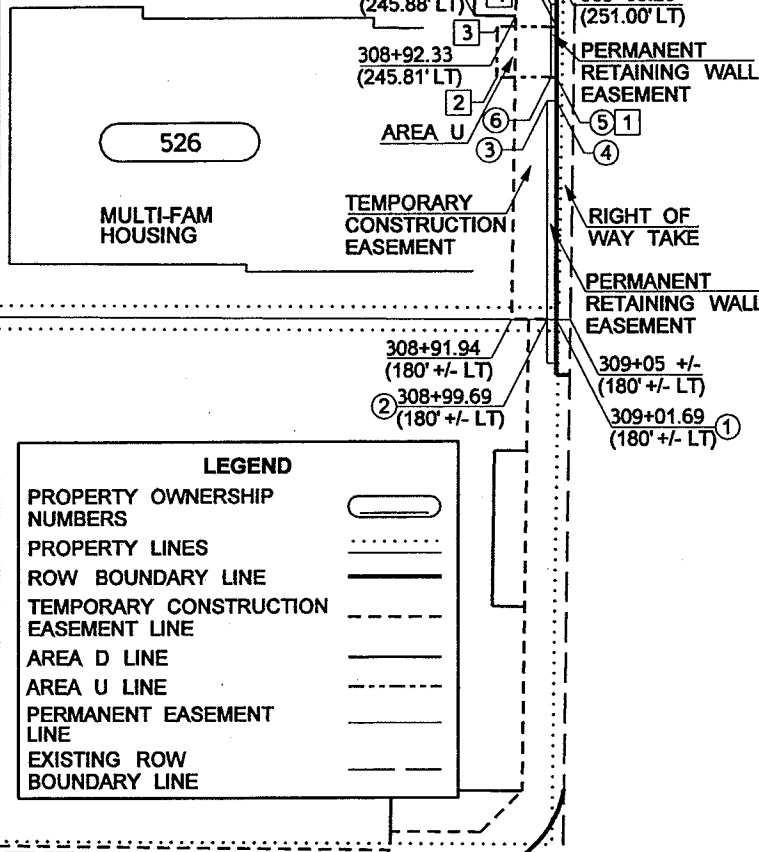 (245.88' LT)
(251.00' LT)
3
308+92.33
(245.81' LT)
PERMANENT
RETAINING WALL
EASEMENT
2
6
5 1
AREA U
3
4
526
MULTI-FAM
HOUSING
TEMPORARY
CONSTRUCTION
EASEMENT
RIGHT OF
WAY TAKE
PERMANENT
RETAINING WALL
EASEMENT
308+91.94
(180' +/- LT)
309+05 +/-
(180' +/- LT)
2 308+99.69
(180' +/- LT)
309+01.69
(180' +/- LT) 1
LEGEND
PROPERTY OWNERSHIP
NUMBERS
PROPERTY LINES
ROW BOUNDARY LINE
TEMPORARY CONSTRUCTION
EASEMENT LINE
AREA D LINE
AREA U LINE
PERMANENT EASEMENT
LINE
EXISTING ROW
BOUNDARY LINE